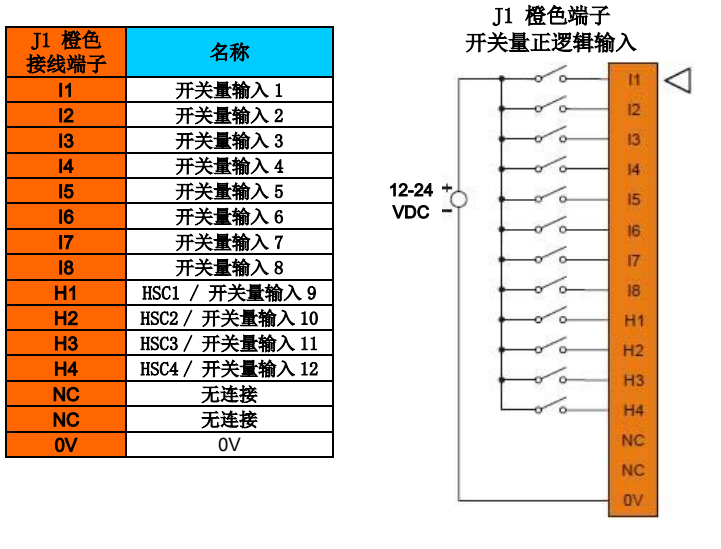 J1 橙色
接线端子
名称
I1 开关量输入 1
I2 开关量输入 2
I3 开关量输入 3
I4 开关量输入 4
I5 开关量输入 5
I6 开关量输入 6
I7 开关量输入 7
I8 开关量输入 8
H1 HSC1 / 开关量输入 9
H2 HSC2 / 开关量输入 10
H3 HSC3 / 开关量输入 11
H4 HSC4 / 开关量输入 12
NC 无连接
NC 无连接
0V 0V
J1 橙色端子
开关量正逻辑输入
12-24 +
VDC -
I1
I2
I3
I4
I5
I6
I7
I8
H1
H2
H3
H4
NC
NC
0V